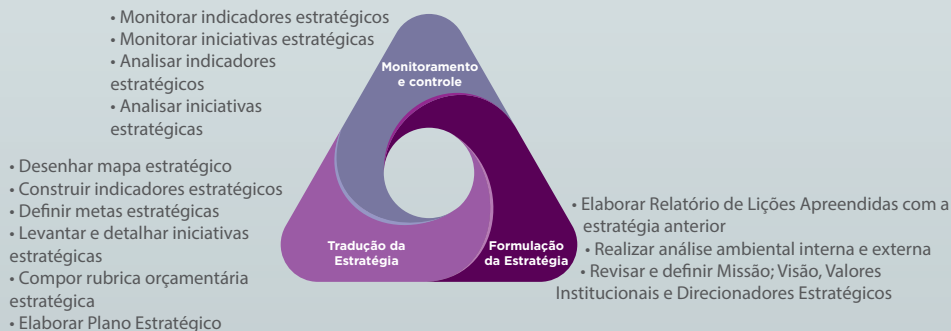 • Monitorar indicadores estratégicos
• Monitorar iniciativas estratégicas
• Analisar indicadores
estratégicos
• Analisar iniciativas
estratégicas
Monitoramento
e controle
• Desenhar mapa estratégico
• Construir indicadores estratégicos
• Definir metas estratégicas
• Levantar e detalhar iniciativas
estratégicas
• Compor rubrica orçamentária
estratégica
• Elaborar Plano Estratégico
Tradução da
Estratégia
Formulação
da Estratégia
• Elaborar Relatório de Lições Apreendidas com a
estratégia anterior
• Realizar análise ambiental interna e externa
• Revisar e definir Missão; Visão, Valores
Institucionais e Direcionadores Estratégicos